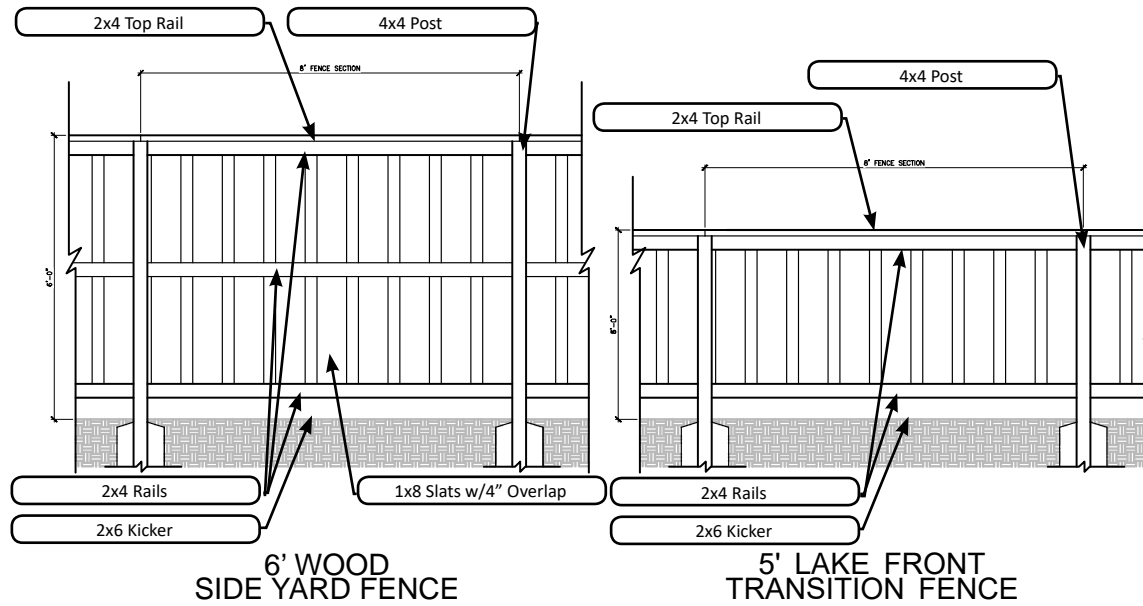 2x4 Top Rail
4x4 Post
8' FENCE SECTION
6'-0"
2x4 Rails
1x8 Slats w/4” Overlap
2x6 Kicker
6’ WOOD
SIDE YARD FENCE
4x4 Post
2x4 Top Rail
8' FENCE SECTION
2x4 Rails
2x6 Kicker
5' LAKE FRONT
TRANSITION FENCE